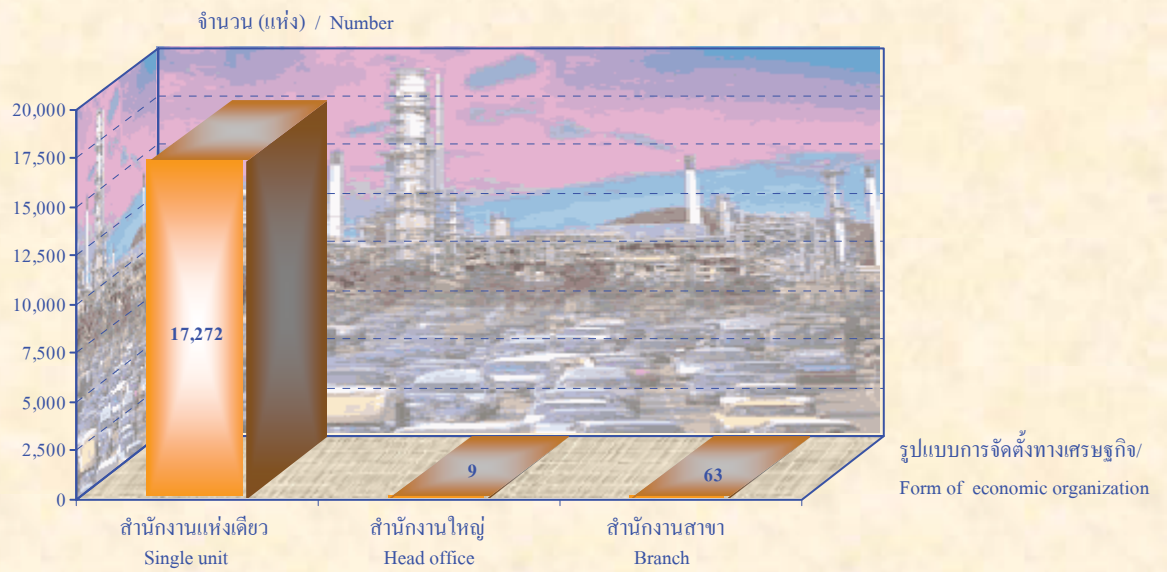 จำนวน (แห่ง) / Number
20,000
17,500
15,000
12,500
10,000
7,500
5,000
2,500
0
17,272
9
63
สำนักงานแห่งเดียว
Single unit
สำนักงานใหญ่
Head office
สำนักงานสาขา
Branch
รูปแบบการจัดตั้งทางเศรษฐกิจ/
Form of economic organization